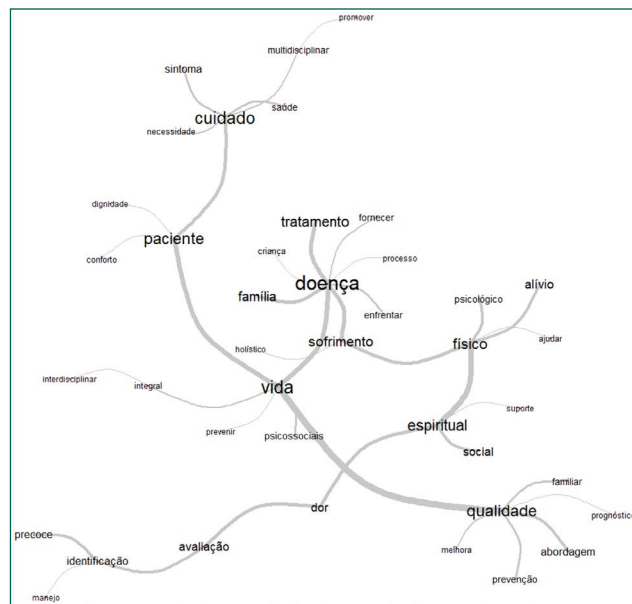 promover
multidisciplinar
sintoma
saúde
cuidado
necessidade
dignidade
tratamento
fornecer
paciente
criança
processo
conforto
doença
alívio
psicológico
família
enfrentar
físico
ajudar
holístico
sofrimento
interdisciplinar
integral
vida
suporte
espiritual
prevenir
psicossociais
social
familiar
dor
qualidade
prognóstico
precoce
avaliação
melhora
abordagem
identificação
prevenção
manejo